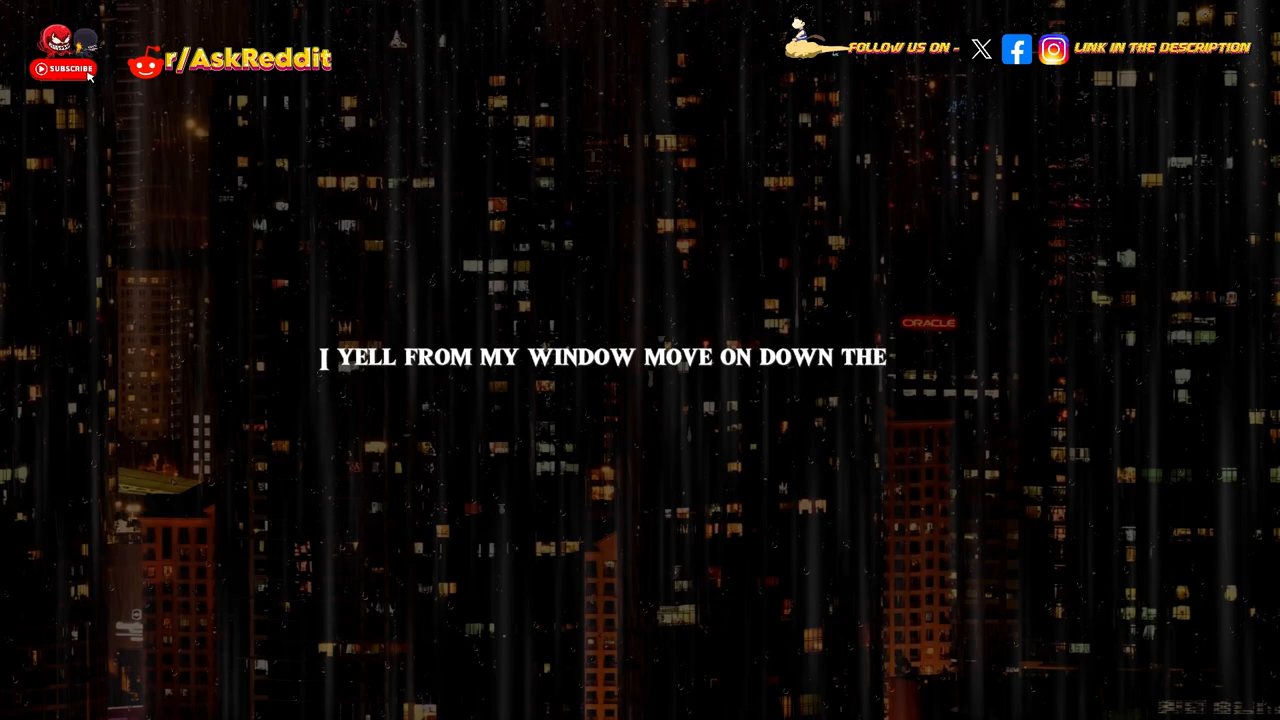 SUBSCRIBE
r/AskReddit
FOLLOW US ON -
LINK IN THE DESCRIPTION
ORACLE
I YELL FROM MY WINDOW MOVE ON DOWN THE